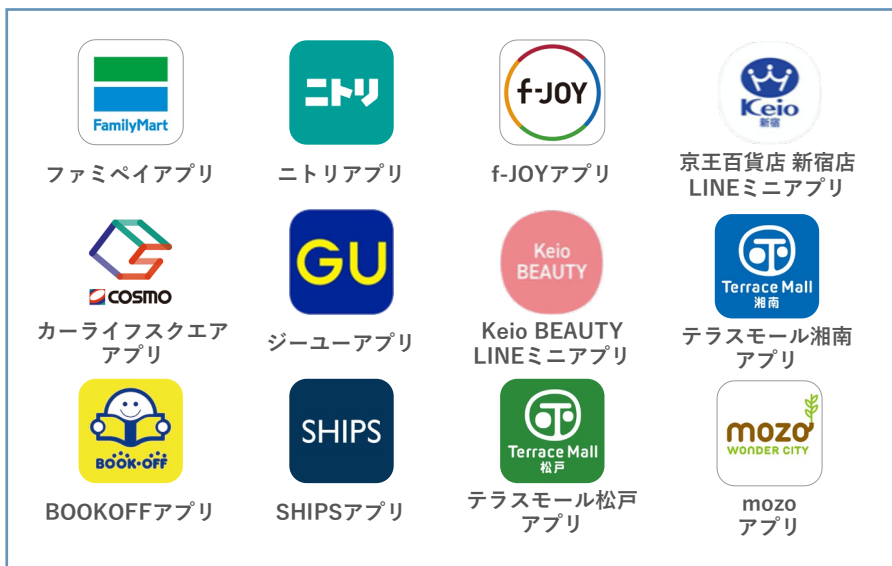 FamilyMart
ファミペイアプリ
ニトリ
ニトリアプリ
f-JOY
f-JOYアプリ
Keio
新宿
京王百貨店 新宿店
LINEミニアプリ
COSMO
カーライフスクエア
アプリ
GU
ジーユーアプリ
Keio
BEAUTY
Keio BEAUTY
LINEミニアプリ
Terrace Mall
湘南
テラスモール湘南
アプリ
BOOK・OFF
BOOKOFFアプリ
SHIPS
SHIPSアプリ
Terrace Mall
松戸
テラスモール松戸
アプリ
mozo
WONDER CITY
mozo
アプリ